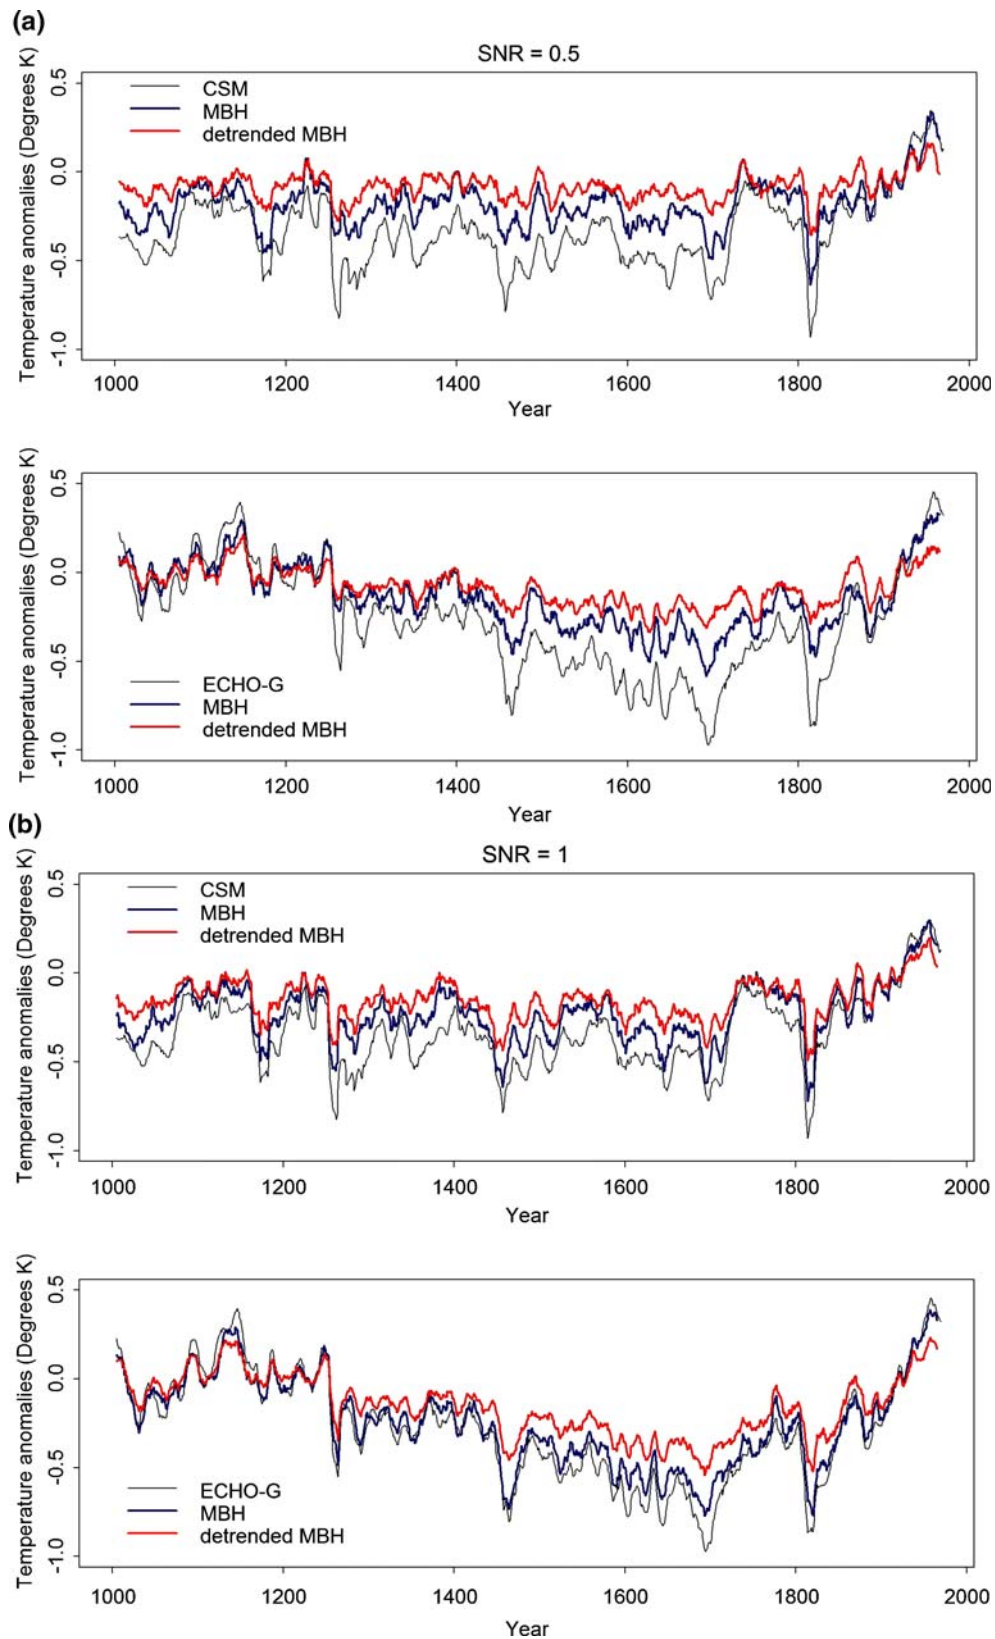 (a)
SNR = 0.5
Temperature anomalies (Degrees K)
0.5
0.0
-0.5
-1.0
CSM
MBH
detrended MBH
1000 1200 1400 1600 1800 2000
Year
Temperature anomalies (Degrees K)
0.5
0.0
-0.5
-1.0
ECHO-G
MBH
detrended MBH
1000 1200 1400 1600 1800 2000
Year
(b)
SNR = 1
Temperature anomalies (Degrees K)
0.5
0.0
-0.5
-1.0
CSM
MBH
detrended MBH
1000 1200 1400 1600 1800 2000
Year
Temperature anomalies (Degrees K)
0.5
0.0
-0.5
-1.0
ECHO-G
MBH
detrended MBH
1000 1200 1400 1600 1800 2000
Year